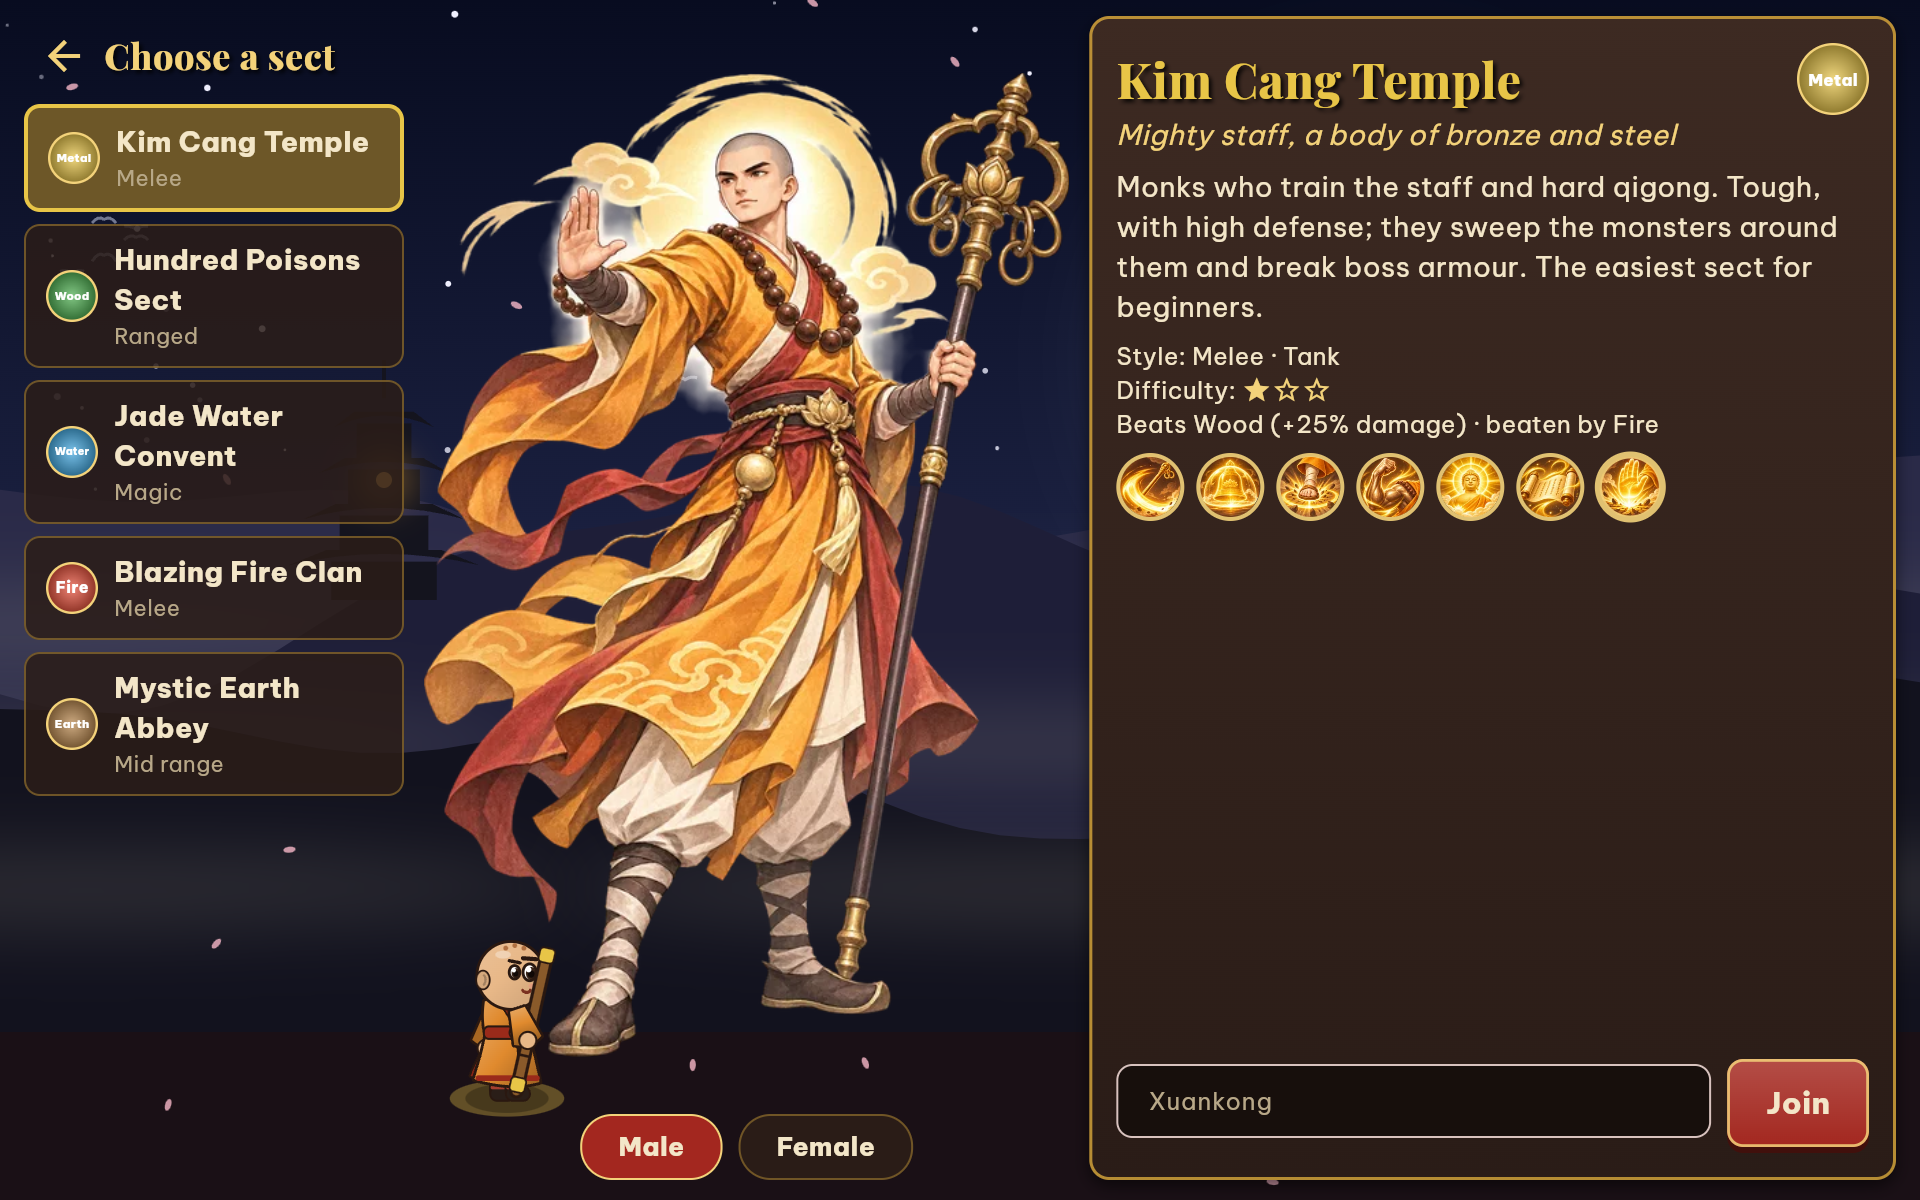 Choose a sect
Metal
Kim Cang Temple
Melee
Wood
Hundred Poisons
Sect
Ranged
Water
Jade Water
Convent
Magic
Fire
Blazing Fire Clan
Melee
Earth
Mystic Earth
Abbey
Mid range
Male
Female
Kim Cang Temple
Metal
Mighty staff, a body of bronze and steel
Monks who train the staff and hard qigong. Tough,
with high defense; they sweep the monsters around
them and break boss armour. The easiest sect for
beginners.
Style: Melee · Tank
Difficulty: ★☆☆
Beats Wood (+25% damage) · beaten by Fire
Xuankong
Join